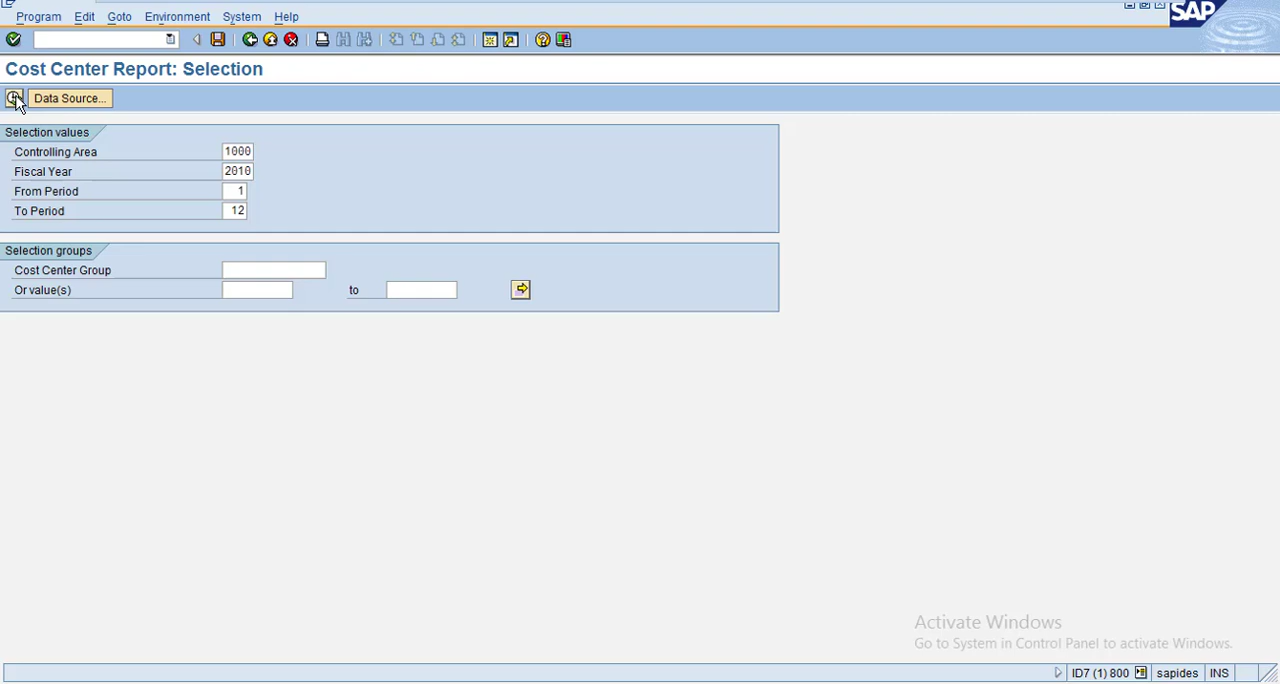 Program Edit Goto Environment System Help
SAP
Cost Center Report: Selection
Data Source...
Selection values
Controlling Area 1000
Fiscal Year 2010
From Period 1
To Period 12
Selection groups
Cost Center Group
Or value(s) to
Activate Windows
Go to System in Control Panel to activate Windows.
ID7 (1) 800 sapides INS